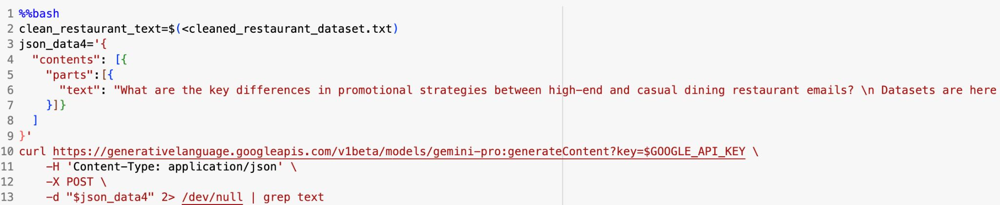 1 %%bash
2 clean_restaurant_text=$(<cleaned_restaurant_dataset.txt)
3 json_data4='{
4   "contents": [{
5     "parts":[{
6       "text": "What are the key differences in promotional strategies between high-end and casual dining restaurant emails? \n Datasets are here
7     }]}
8   ]
9 }'
10 curl https://generativelanguage.googleapis.com/v1beta/models/gemini-pro:generateContent?key=$GOOGLE_API_KEY \
11     -H 'Content-Type: application/json' \
12     -X POST \
13     -d "$json_data4" 2> /dev/null | grep text